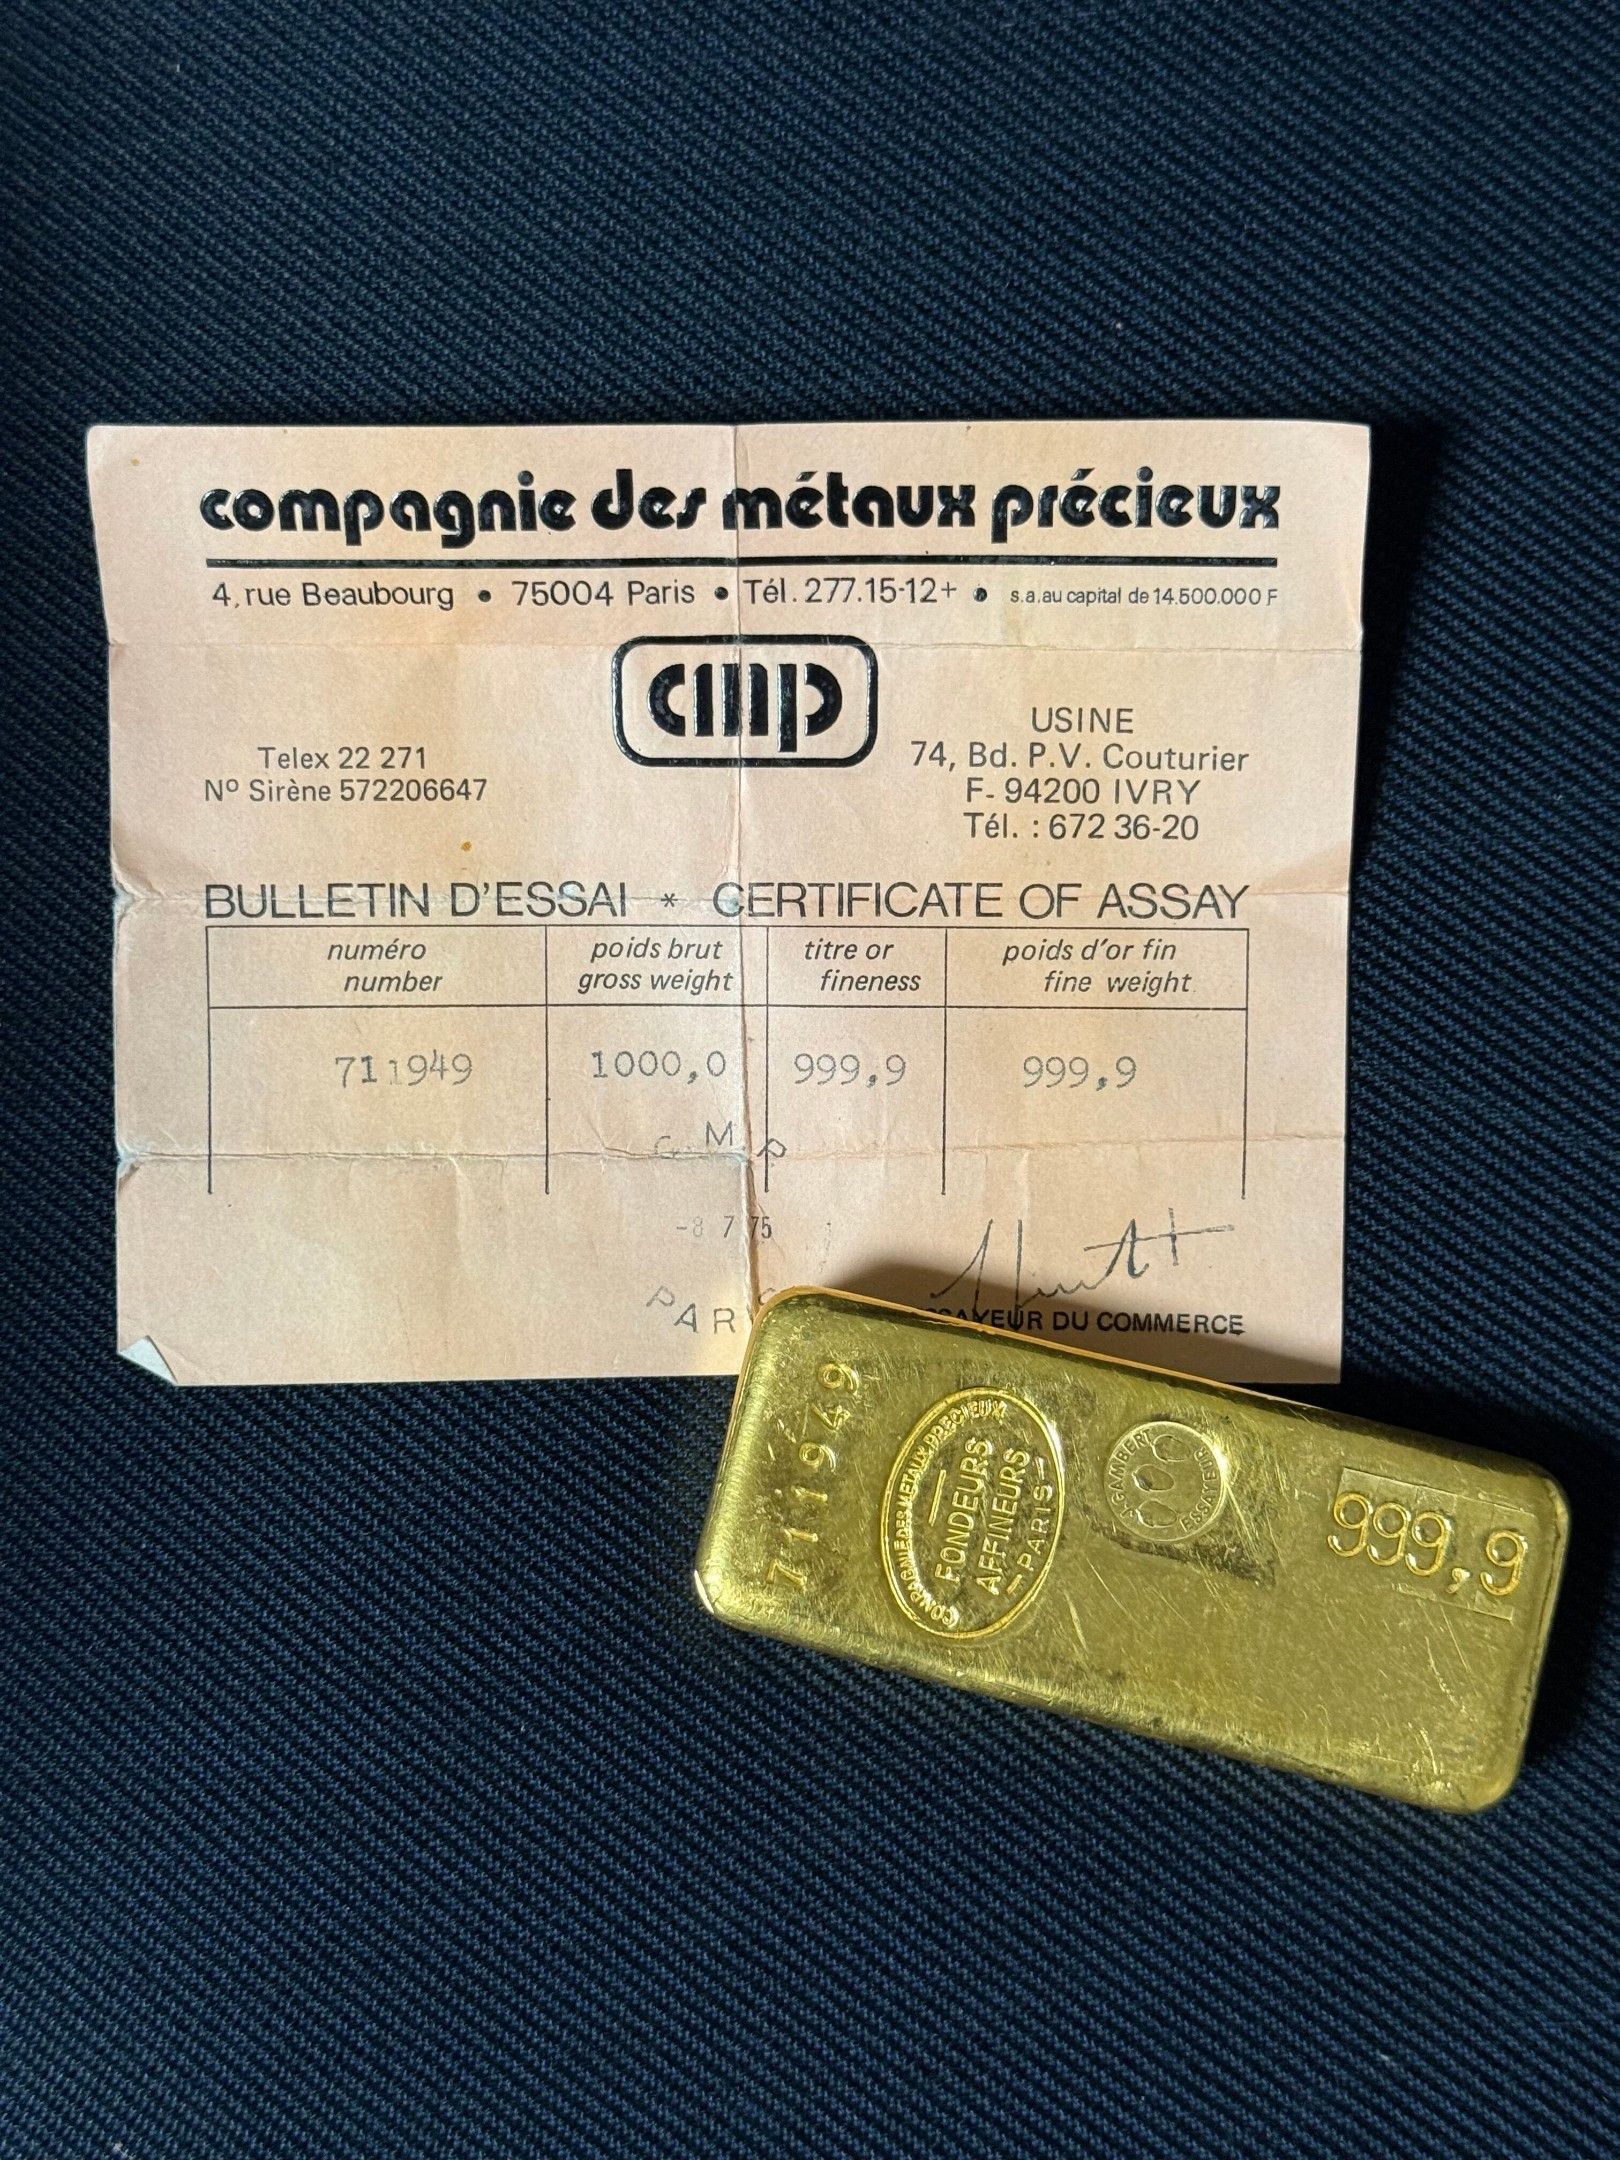 compagnie des métaux précieux
4, rue Beaubourg • 75004 Paris • Tél. 277.15-12+ • s.a. au capital de 14.500.000 F
cmp
Telex 22 271
Nº Sirène 572206647
USINE
74, Bd. P.V. Couturier
F- 94200 IVRY
Tél. : 672 36-20
BULLETIN D'ESSAI * CERTIFICATE OF ASSAY
numéro
number
poids brut
gross weight
titre or
fineness
poids d'or fin
fine weight
711949 1000,0 999,9 999,9
C.M.P
-8 7 75
DU COMMERCE
711949
COMPAGNIE DES METAUX PRECIEUX
FONDEURS
AFFINEURS
PARIS
ESSAYEUR
999,9